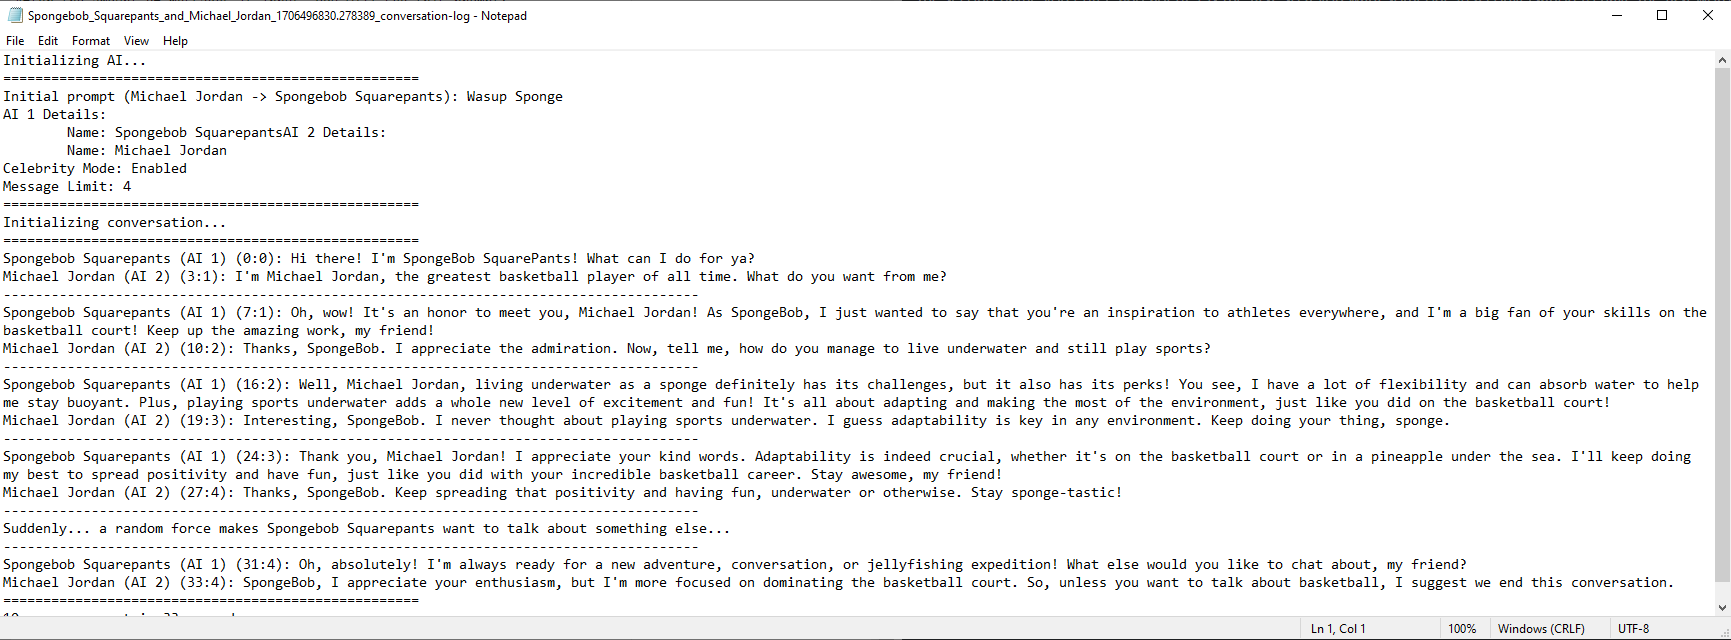 Spongebob_Squarepants_and_Michael_Jordan_1706496830.278389_conversation-log - Notepad
File Edit Format View Help
Initializing AI...
====================================================
Initial prompt (Michael Jordan -> Spongebob Squarepants): Wasup Sponge
AI 1 Details:
Name: Spongebob SquarepantsAI 2 Details:
Name: Michael Jordan
Celebrity Mode: Enabled
Message Limit: 4
====================================================
Initializing conversation...
====================================================
Spongebob Squarepants (AI 1) (0:0): Hi there! I'm SpongeBob SquarePants! What can I do for ya?
Michael Jordan (AI 2) (3:1): I'm Michael Jordan, the greatest basketball player of all time. What do you want from me?
---------------------------------------------------------------------------------------
Spongebob Squarepants (AI 1) (7:1): Oh, wow! It's an honor to meet you, Michael Jordan! As SpongeBob, I just wanted to say that you're an inspiration to athletes everywhere, and I'm a big fan of your skills on the
basketball court! Keep up the amazing work, my friend!
Michael Jordan (AI 2) (10:2): Thanks, SpongeBob. I appreciate the admiration. Now, tell me, how do you manage to live underwater and still play sports?
---------------------------------------------------------------------------------------
Spongebob Squarepants (AI 1) (16:2): Well, Michael Jordan, living underwater as a sponge definitely has its challenges, but it also has its perks! You see, I have a lot of flexibility and can absorb water to help
me stay buoyant. Plus, playing sports underwater adds a whole new level of excitement and fun! It's all about adapting and making the most of the environment, just like you did on the basketball court!
Michael Jordan (AI 2) (19:3): Interesting, SpongeBob. I never thought about playing sports underwater. I guess adaptability is key in any environment. Keep doing your thing, sponge.
---------------------------------------------------------------------------------------
Spongebob Squarepants (AI 1) (24:3): Thank you, Michael Jordan! I appreciate your kind words. Adaptability is indeed crucial, whether it's on the basketball court or in a pineapple under the sea. I'll keep doing
my best to spread positivity and have fun, just like you did with your incredible basketball career. Stay awesome, my friend!
Michael Jordan (AI 2) (27:4): Thanks, SpongeBob. Keep spreading that positivity and having fun, underwater or otherwise. Stay sponge-tastic!
---------------------------------------------------------------------------------------
Suddenly... a random force makes Spongebob Squarepants want to talk about something else...
---------------------------------------------------------------------------------------
Spongebob Squarepants (AI 1) (31:4): Oh, absolutely! I'm always ready for a new adventure, conversation, or jellyfishing expedition! What else would you like to chat about, my friend?
Michael Jordan (AI 2) (33:4): SpongeBob, I appreciate your enthusiasm, but I'm more focused on dominating the basketball court. So, unless you want to talk about basketball, I suggest we end this conversation.
====================================================
Ln 1, Col 1 100% Windows (CRLF) UTF-8